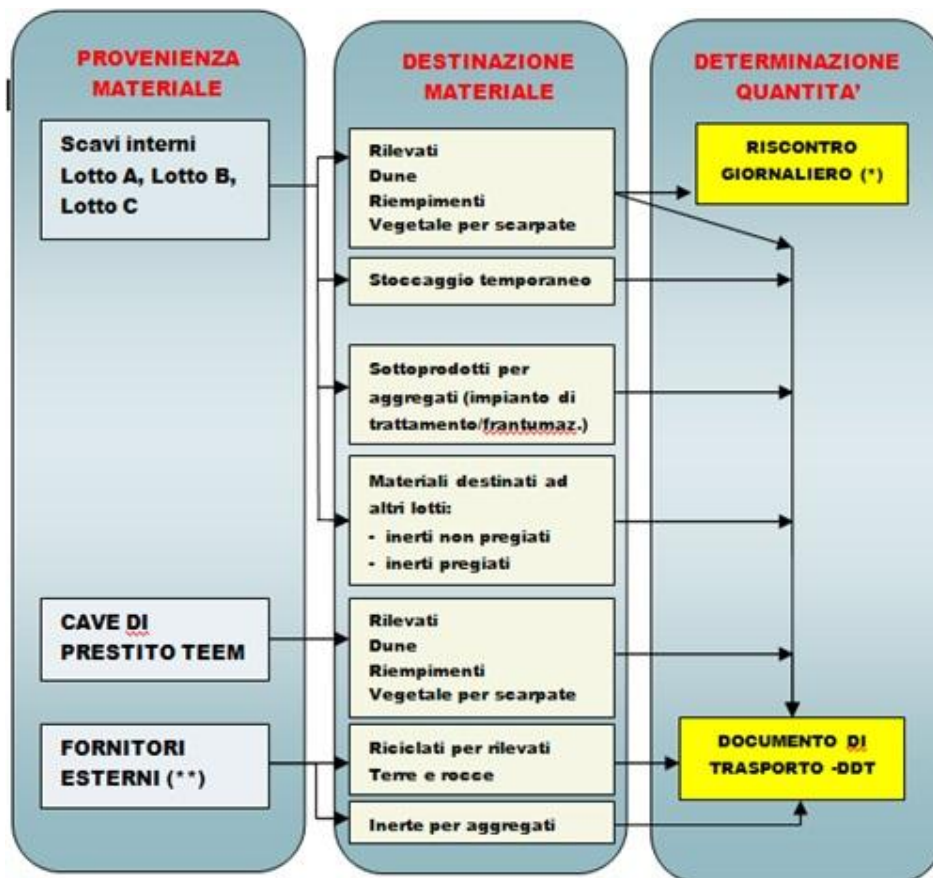 PROVENIENZA
MATERIALE
Scavi interni
Lotto A, Lotto B,
Lotto C
CAVE DI
PRESTITO TEEM
FORNITORI
ESTERNI (**)
DESTINAZIONE
MATERIALE
Rilevati
Dune
Riempimenti
Vegetale per scarpate
Stoccaggio temporaneo
Sottoprodotti per
aggregati (impianto di
trattamento/frantumaz.)
Materiali destinati ad
altri lotti:
- inerti non pregiati
- inerti pregiati
Rilevati
Dune
Riempimenti
Vegetale per scarpate
Riciclati per rilevati
Terre e rocce
Inerte per aggregati
DETERMINAZIONE
QUANTITA'
RISCONTRO
GIORNALIERO (*)
DOCUMENTO DI
TRASPORTO -DDT